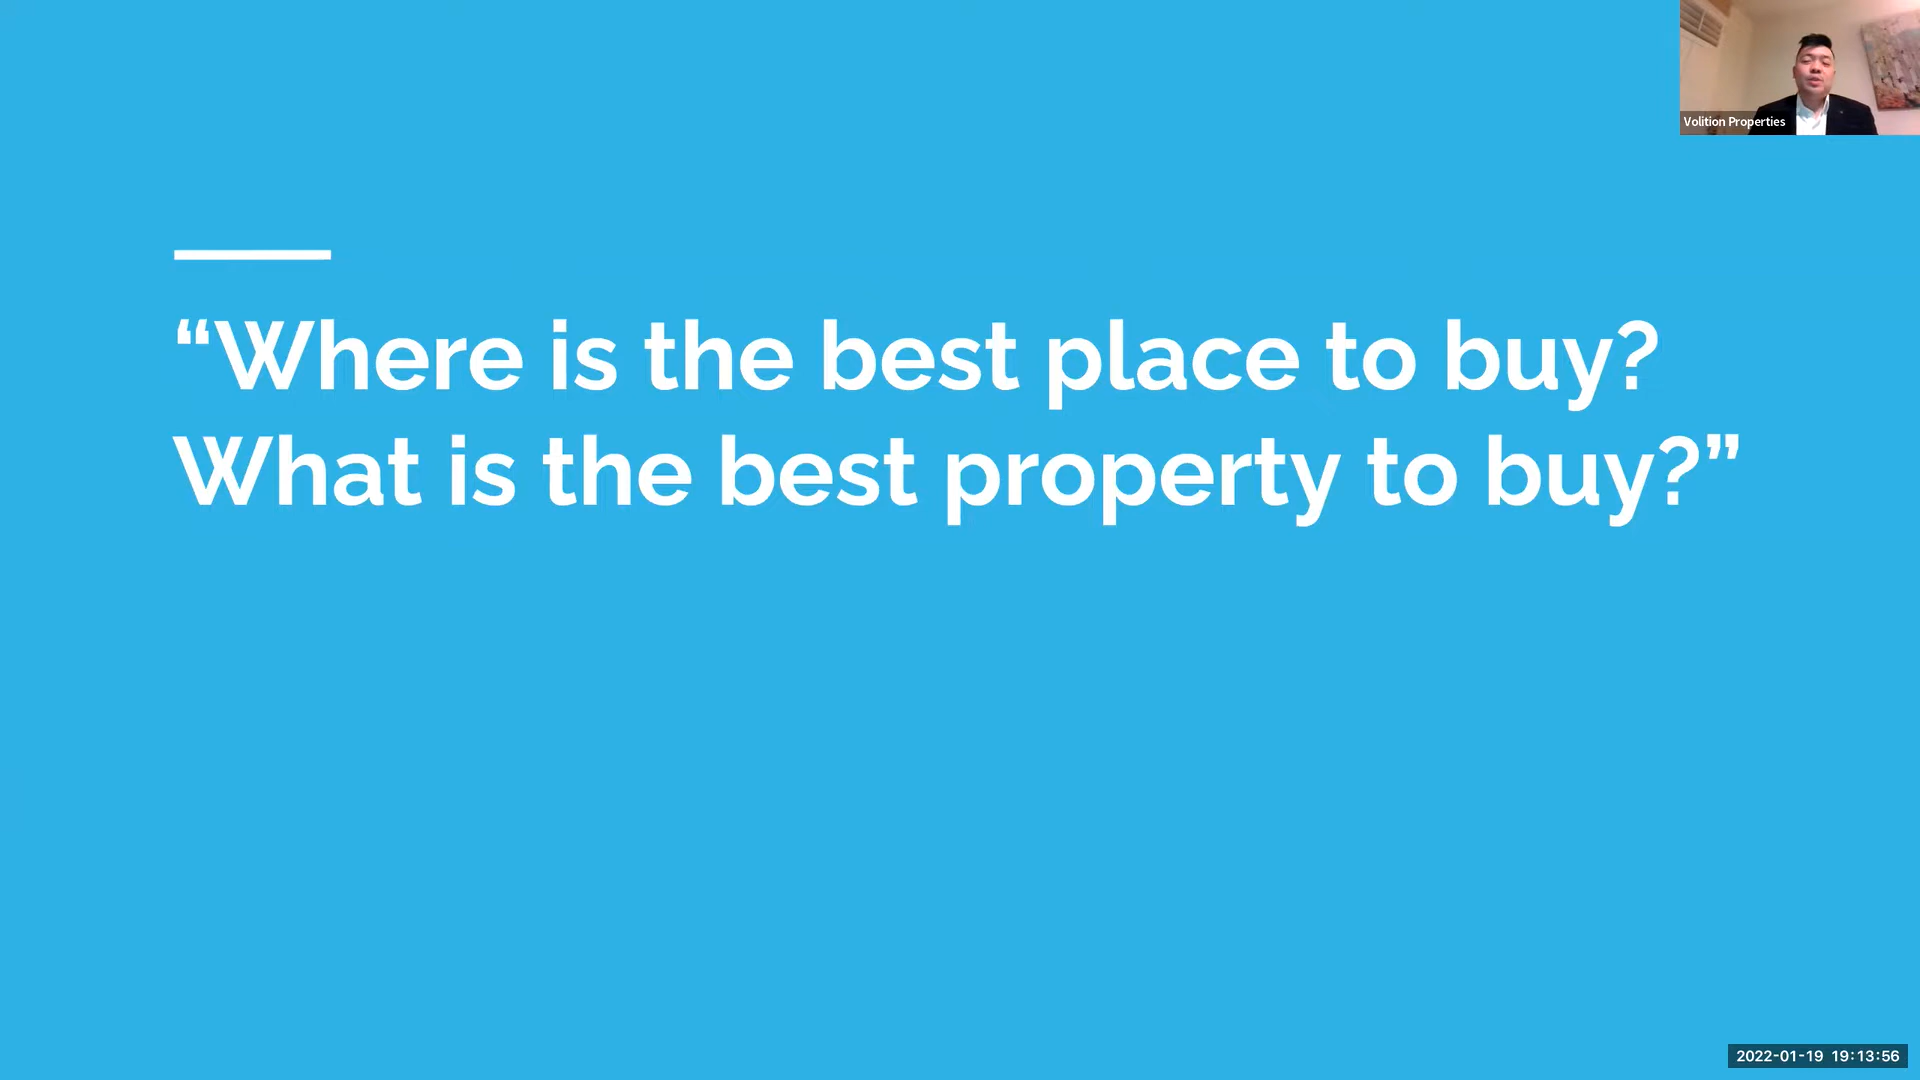 Volition Properties
“Where is the best place to buy?
What is the best property to buy?”
2022-01-19 19:13:56